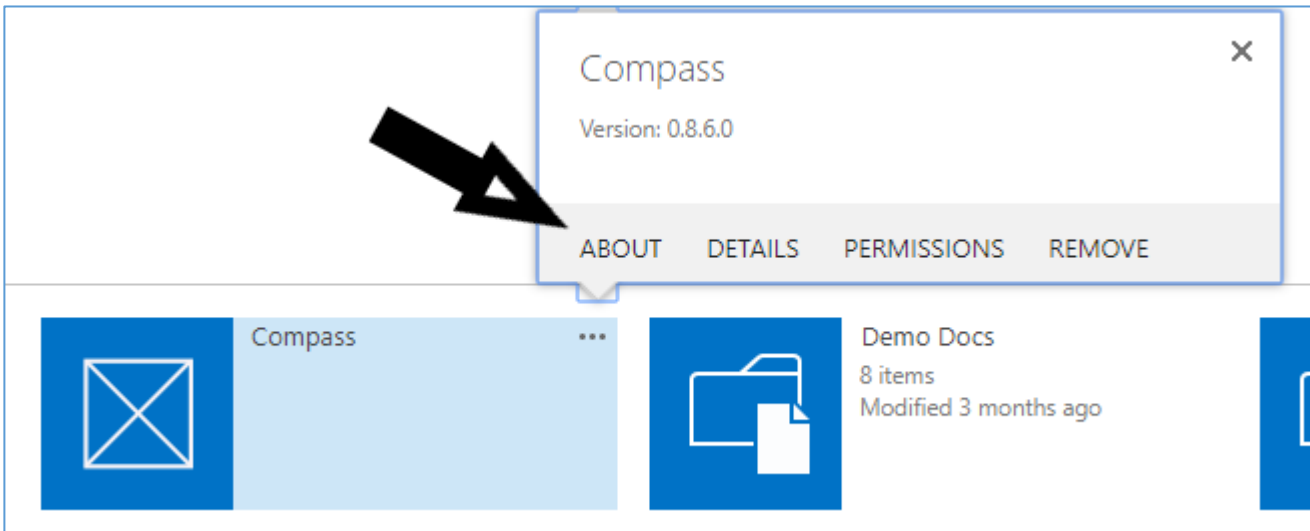 Compass
Version: 0.8.6.0
ABOUT DETAILS PERMISSIONS REMOVE
Compass
Demo Docs
8 items
Modified 3 months ago